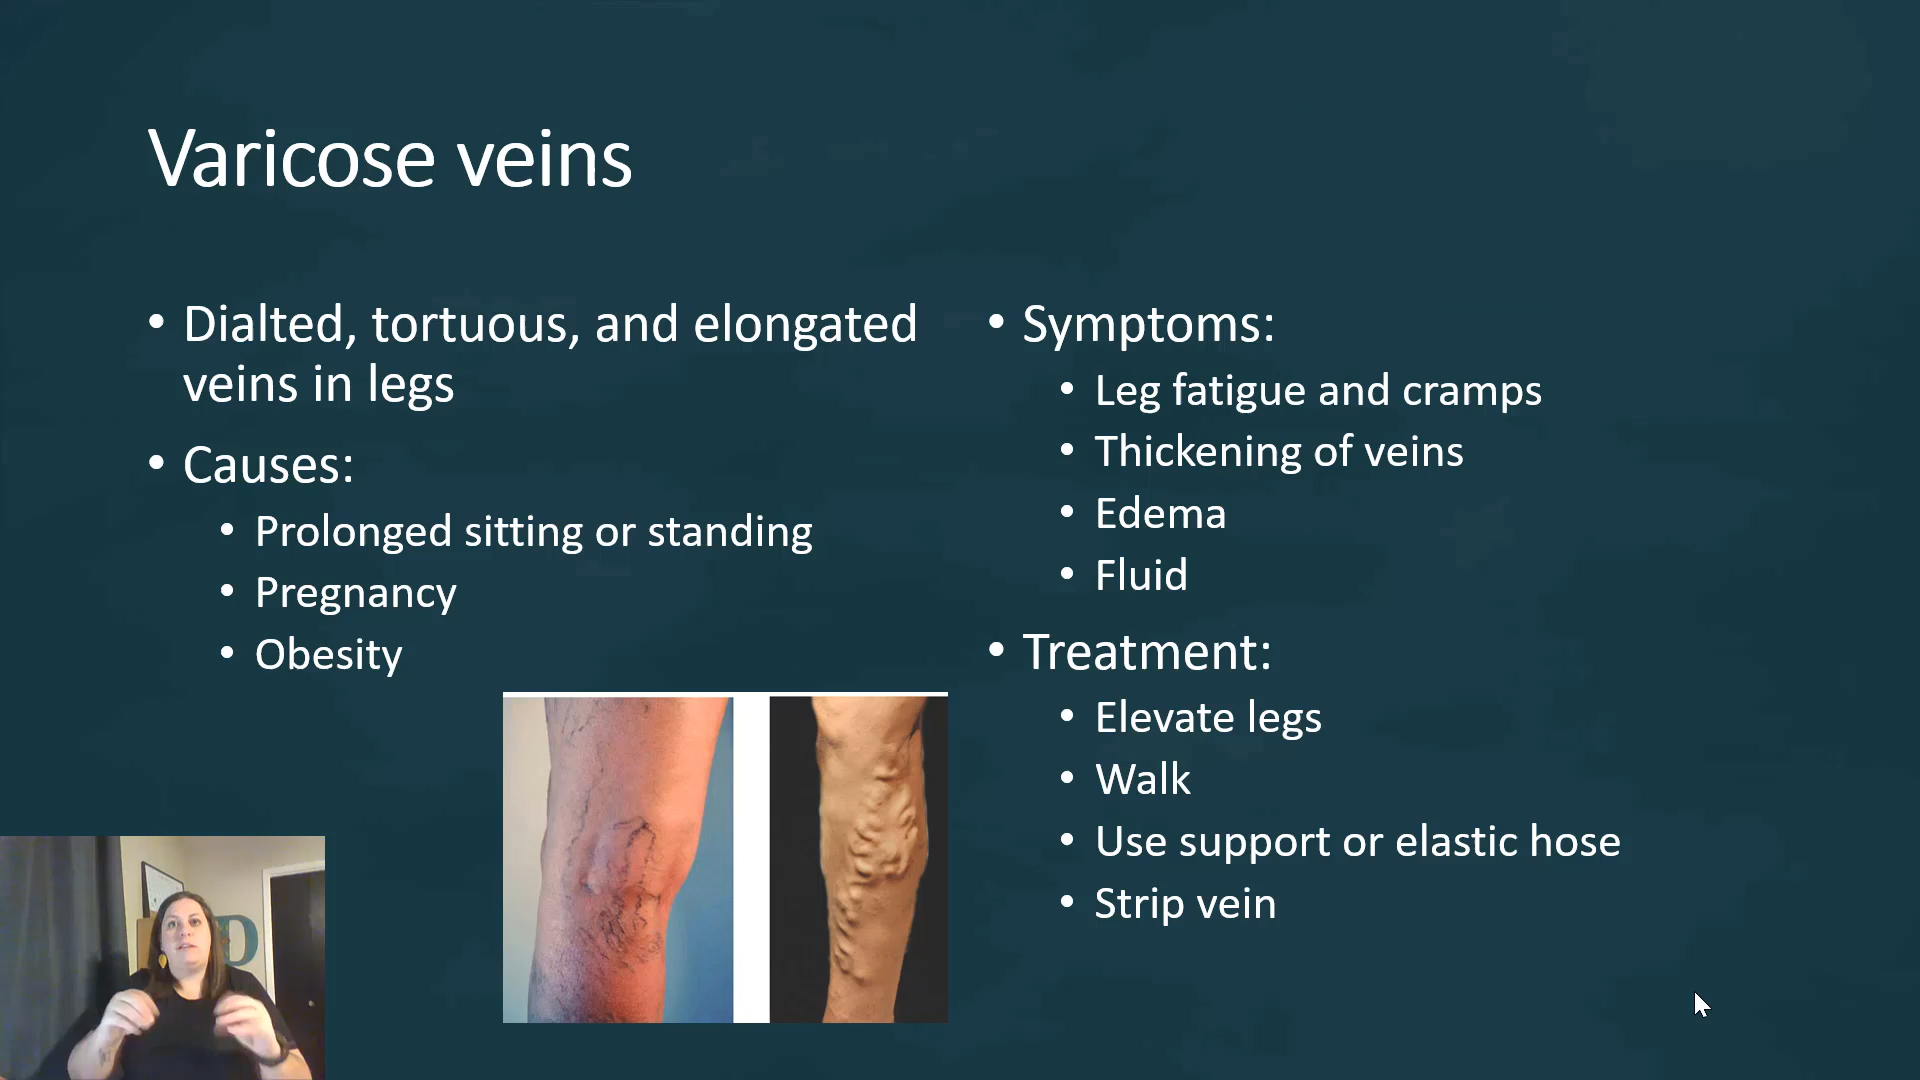 Varicose veins
• Dialted, tortuous, and elongated
veins in legs
• Causes:
• Prolonged sitting or standing
• Pregnancy
• Obesity
• Symptoms:
• Leg fatigue and cramps
• Thickening of veins
• Edema
• Fluid
• Treatment:
• Elevate legs
• Walk
• Use support or elastic hose
• Strip vein
D